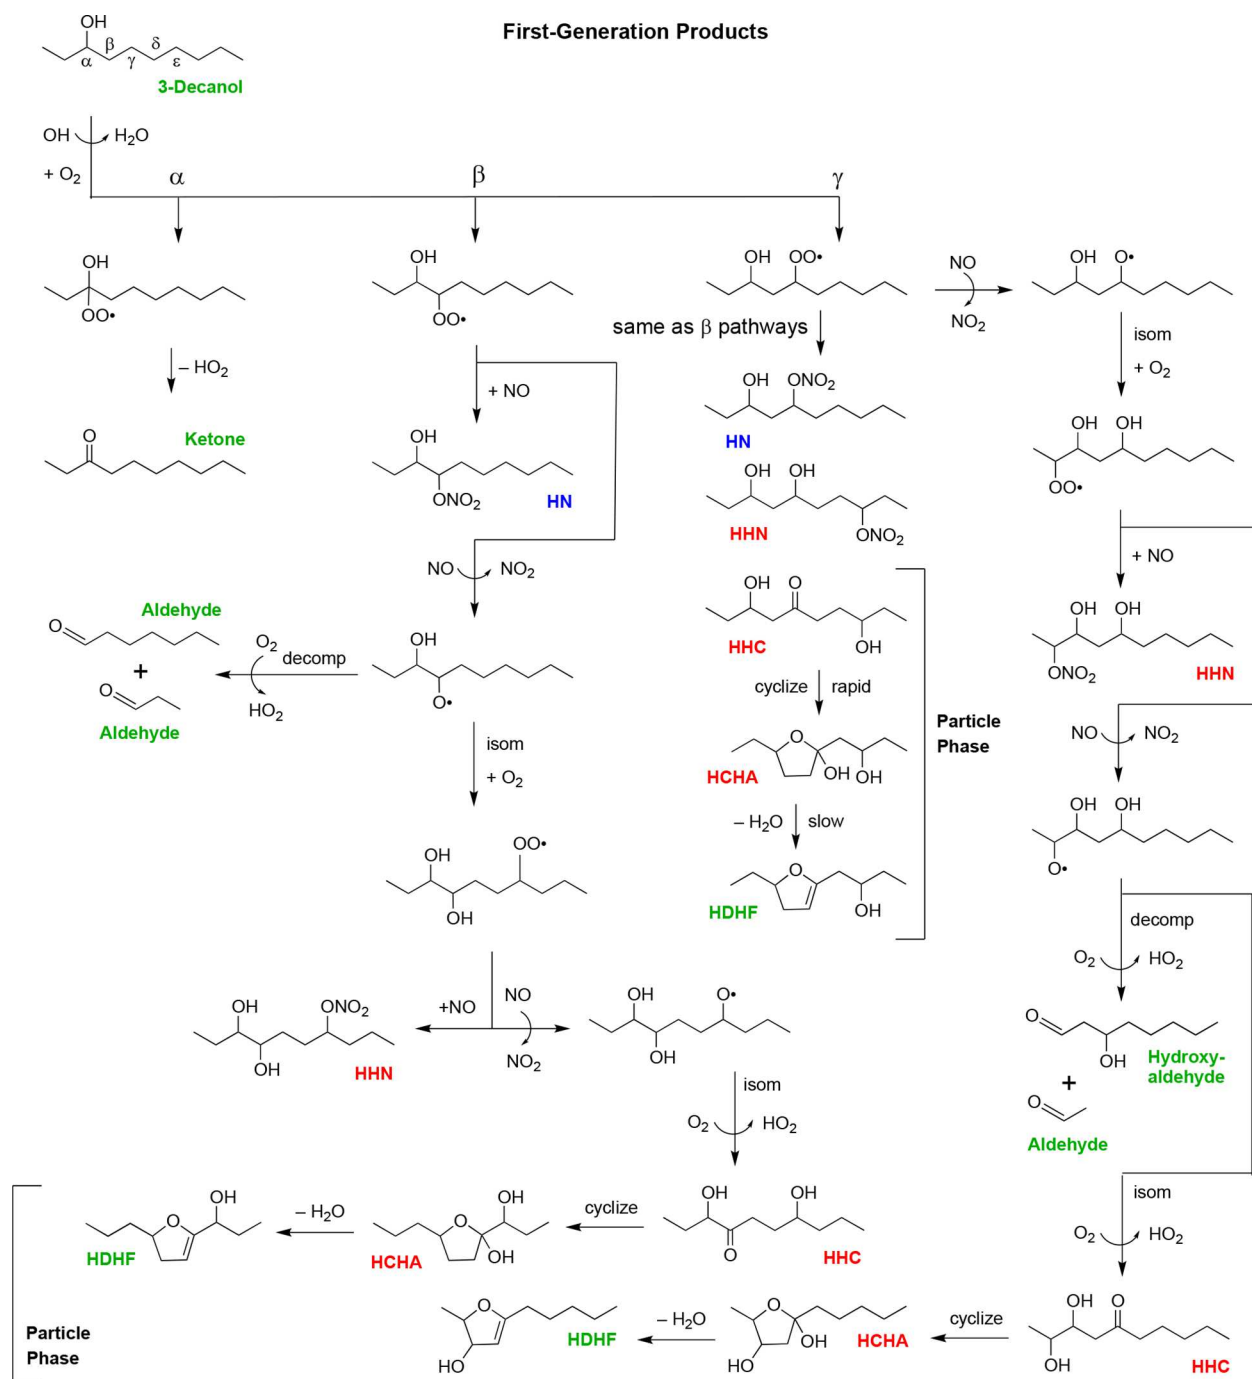 First-Generation Products
OH
α
β
γ
δ
ε
3-Decanol
OH
H2O
+ O2
α
β
γ
OH
OO•
OH
OO•
OH
OO•
NO
NO2
OH
O•
– HO2
+ NO
same as β pathways
isom
+ O2
O
Ketone
OH
ONO2
HN
OH
ONO2
HN
OH
OH
OO•
OH
OH
HHN
ONO2
+ NO
NO
NO2
Aldehyde
O
+
O
Aldehyde
O2
decomp
HO2
OH
O•
OH
O
HHC
OH
OH
OH
ONO2
HHN
cyclize
rapid
Particle
Phase
isom
+ O2
O
HCHA
OH
OH
NO
NO2
– H2O
slow
OH
OH
O•
OH
OO•
OH
O
HDHF
OH
decomp
O2
HO2
OH
ONO2
OH
HHN
+NO
NO
NO2
OH
O•
OH
O
OH
Hydroxy-
aldehyde
+
O
Aldehyde
isom
O2
HO2
OH
O
HDHF
– H2O
OH
O
OH
HCHA
cyclize
OH
OH
O
HHC
isom
O2
HO2
Particle
Phase
O
HO
HDHF
– H2O
O
OH
HO
HCHA
cyclize
OH
O
OH
HHC